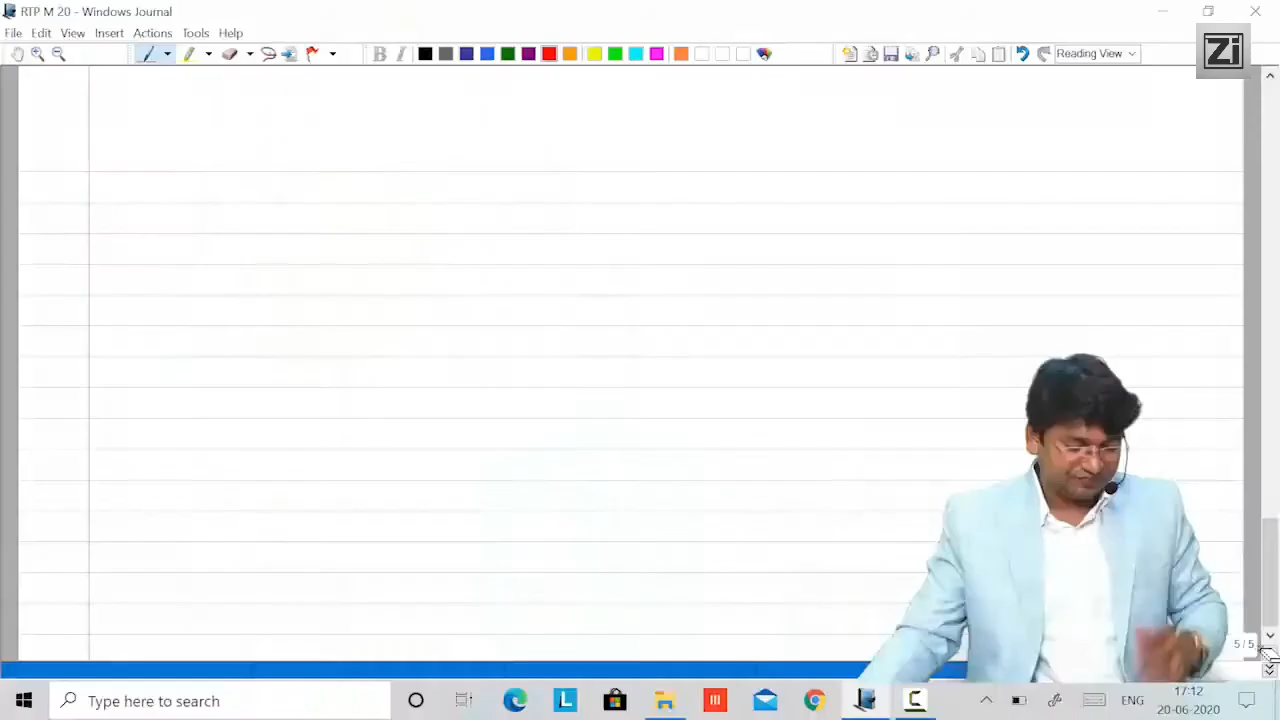 RTP M 20 - Windows Journal
File Edit View Insert Actions Tools Help
B I Reading View
Zi
5 / 5
Type here to search
L
ENG
17:12
20-06-2020